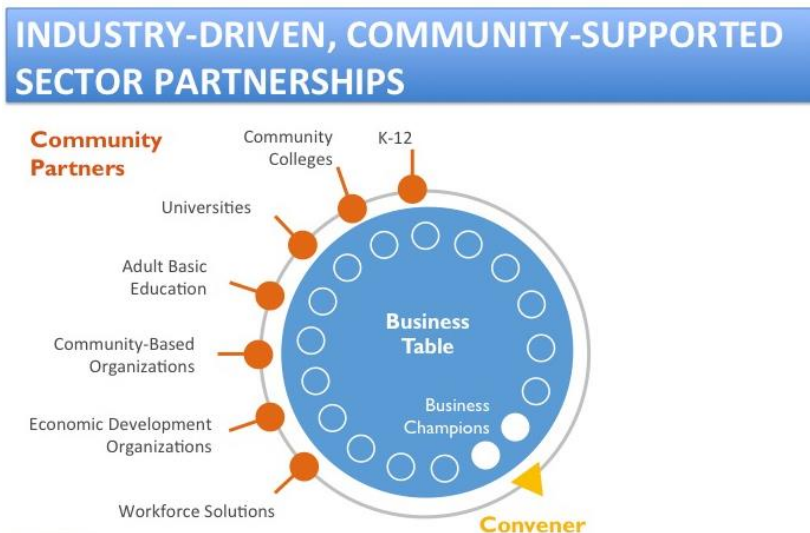 INDUSTRY-DRIVEN, COMMUNITY-SUPPORTED
SECTOR PARTNERSHIPS
Community
Partners
Community
Colleges
K-12
Universities
Adult Basic
Education
Community-Based
Organizations
Economic Development
Organizations
Workforce Solutions
Business
Table
Business
Champions
Convener